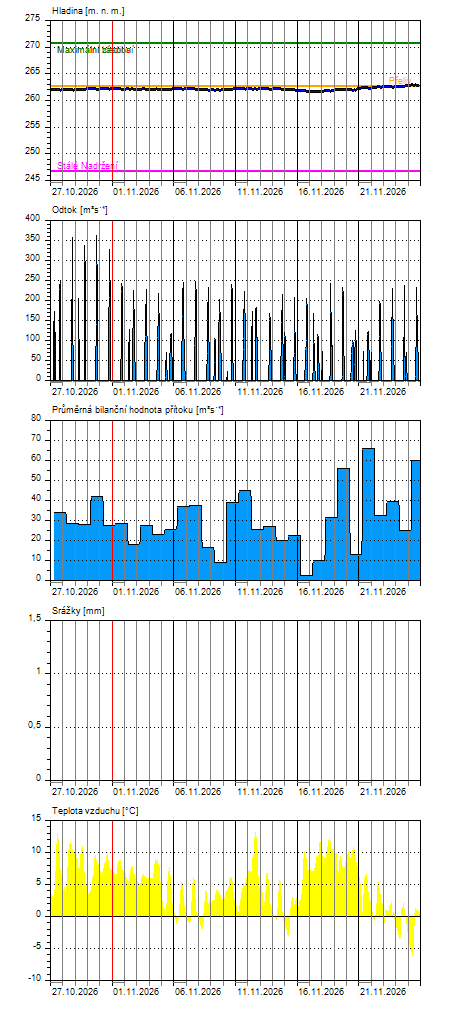 Hladina [m. n. m.]
275
270
Maximální
265
Přeliv
260
255
250
Stálé Nadržení
245
27.10.2026 01.11.2026 06.11.2026 11.11.2026 16.11.2026 21.11.2026
Odtok [m³s⁻¹]
400
350
300
250
200
150
100
50
0
27.10.2026 01.11.2026 06.11.2026 11.11.2026 16.11.2026 21.11.2026
Průměrná bilanční hodnota přítoku [m³s⁻¹]
80
70
60
50
40
30
20
10
0
27.10.2026 01.11.2026 06.11.2026 11.11.2026 16.11.2026 21.11.2026
Srážky [mm]
1,5
1
0,5
0
27.10.2026 01.11.2026 06.11.2026 11.11.2026 16.11.2026 21.11.2026
Teplota vzduchu [°C]
15
10
5
0
-5
-10
27.10.2026 01.11.2026 06.11.2026 11.11.2026 16.11.2026 21.11.2026